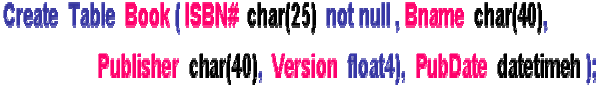 Create Table Book ( ISBN# char(25) not null , Bname char(40),
Publisher char(40), Version float4), PubDate datetimeh );